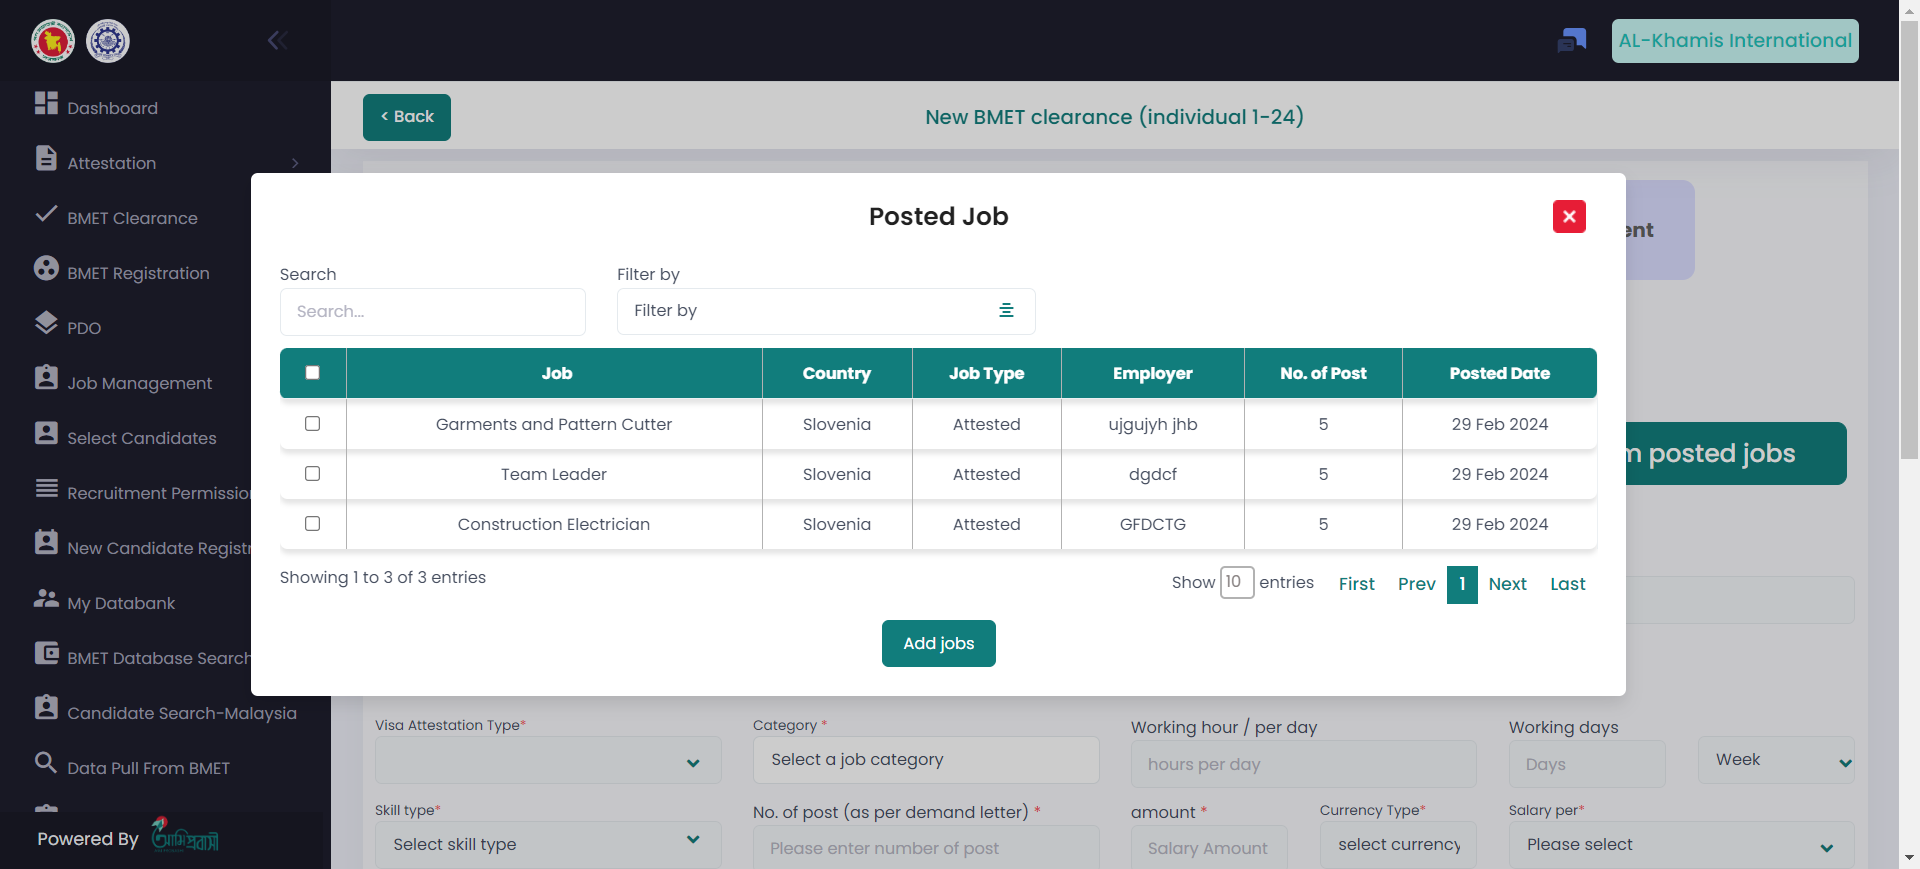 AL-Khamis International
Dashboard
Attestation
BMET Clearance
BMET Registration
PDO
Job Management
Select Candidates
Recruitment Permission
New Candidate Registr
My Databank
BMET Database Search
Candidate Search-Malaysia
Data Pull From BMET
Powered By
আমি প্রবাসী
< Back
New BMET clearance (individual 1-24)
ent
m posted jobs
Posted Job
Search
Filter by
Search...
Filter by
Job Country Job Type Employer No. of Post Posted Date
Garments and Pattern Cutter Slovenia Attested ujgujyh jhb 5 29 Feb 2024
Team Leader Slovenia Attested dgdcf 5 29 Feb 2024
Construction Electrician Slovenia Attested GFDCTG 5 29 Feb 2024
Showing 1 to 3 of 3 entries
Show 10 entries First Prev 1 Next Last
Add jobs
Visa Attestation Type* Category * Working hour / per day Working days
Select a job category hours per day Days Week
Skill type* No. of post (as per demand letter) * amount * Currency Type* Salary per*
Select skill type Please enter number of post Salary Amount select currency Please select